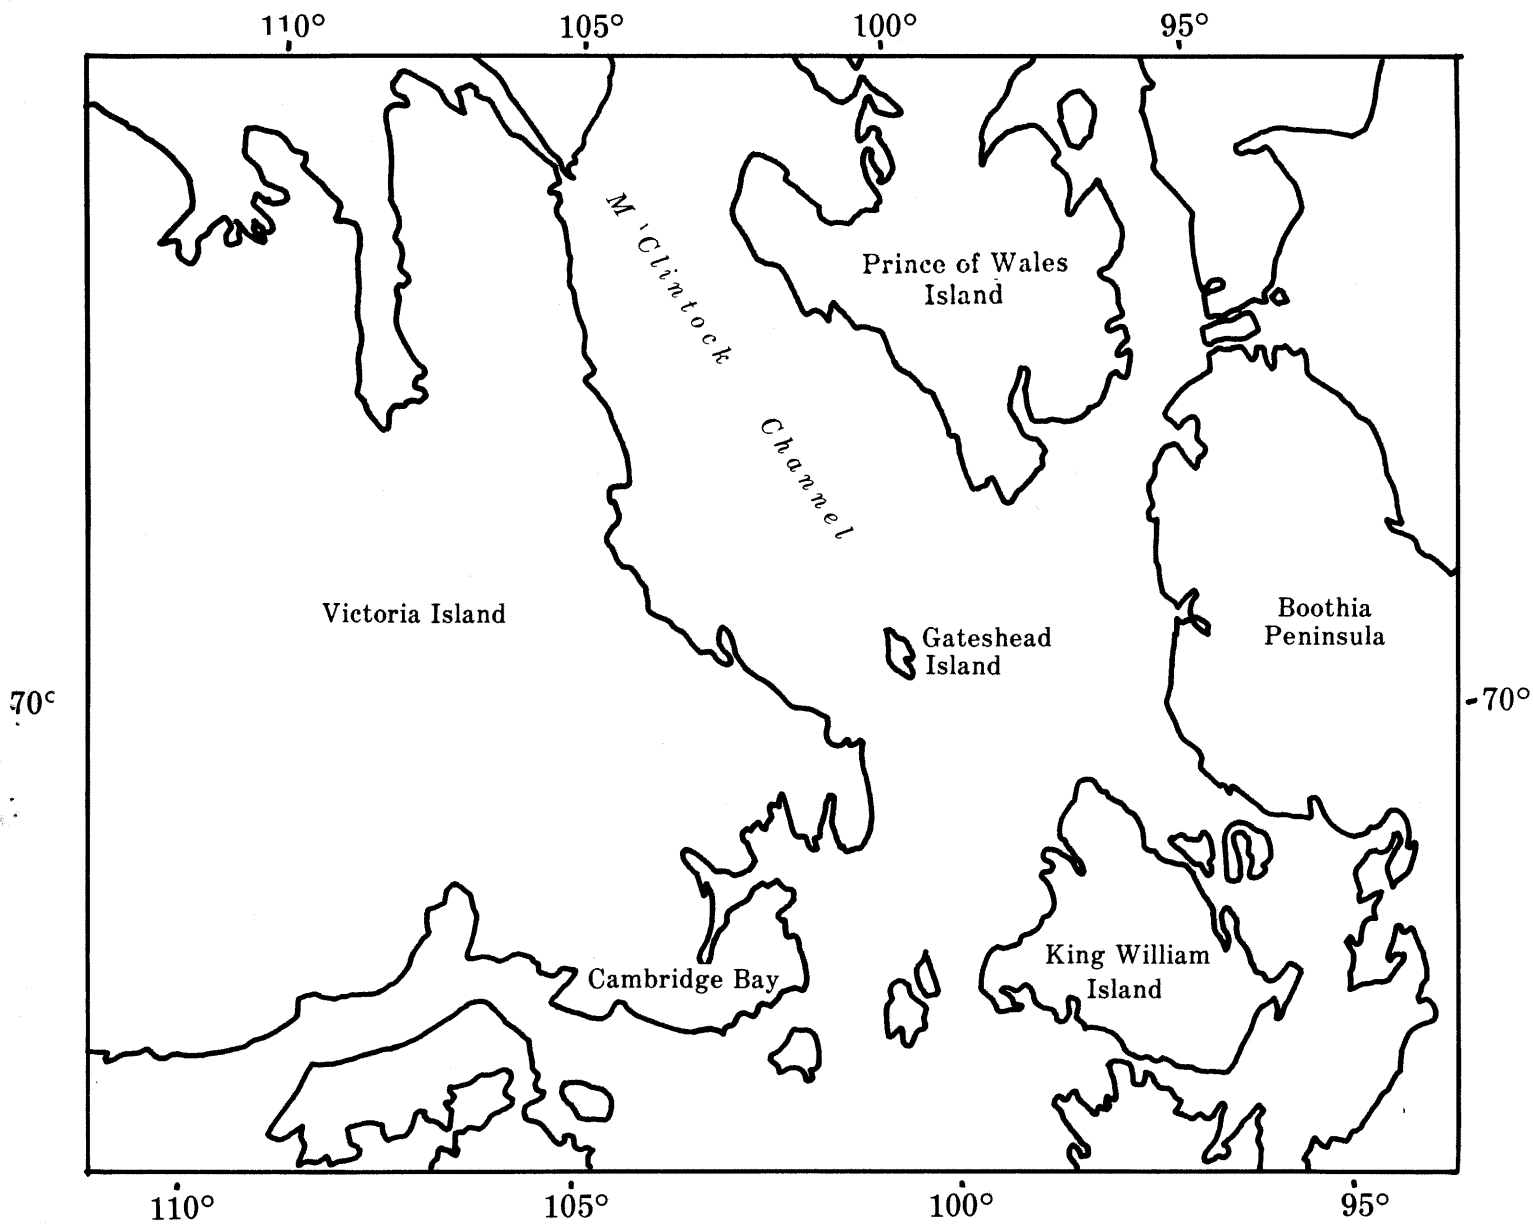 110° 105° 100° 95°
M'Clintock
Channel
Prince of Wales
Island
Victoria Island
Gateshead
Island
Boothia
Peninsula
70c
70°
King William
Island
Cambridge Bay
110° 105° 100° 95°